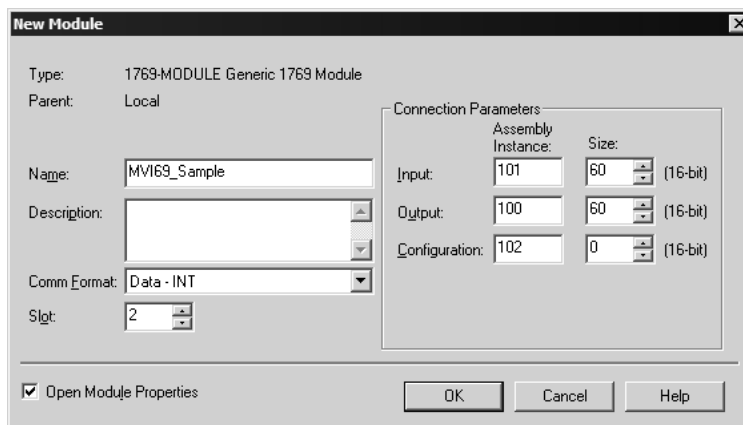 New Module
Type: 1769-MODULE Generic 1769 Module
Parent: Local
Connection Parameters
Assembly Instance: Size:
Name: MVI69_Sample
Input: 101 60 (16-bit)
Description:
Output: 100 60 (16-bit)
Configuration: 102 0 (16-bit)
Comm Format: Data - INT
Slot: 2
Open Module Properties
OK Cancel Help